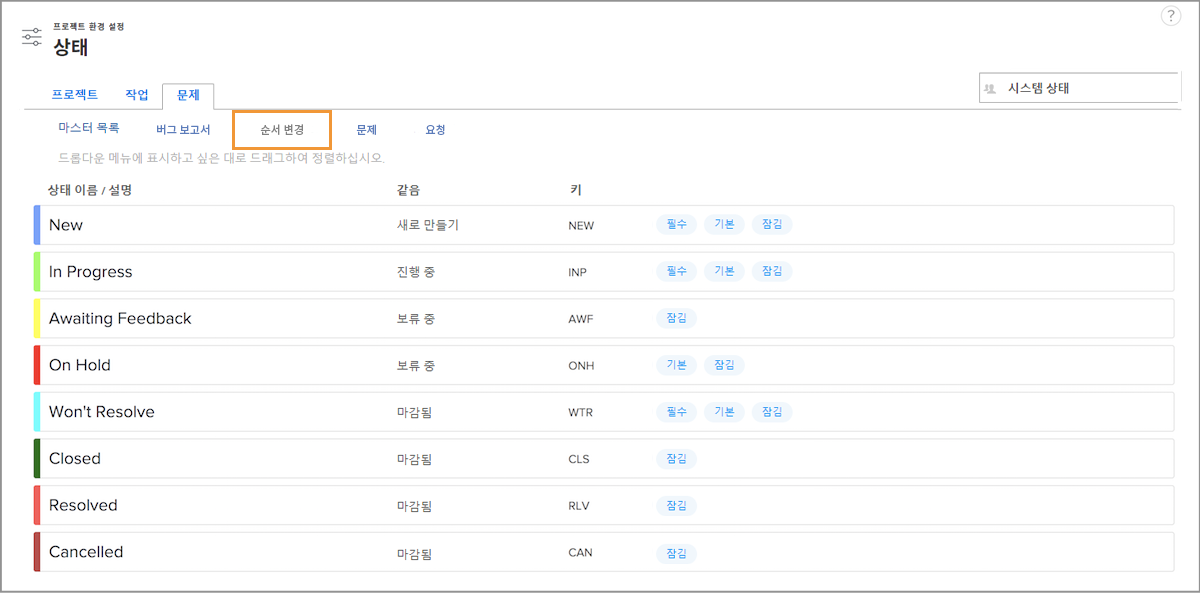 ?
프로젝트 환경 설정
상태
프로젝트 작업 문제
시스템 상태
마스터 목록 버그 보고서 순서 변경 문제 요청
드롭다운 메뉴에 표시하고 싶은 대로 드래그하여 정렬하십시오.
상태 이름 / 설명 같음 키
New 새로 만들기 NEW 필수 기본 잠김
In Progress 진행 중 INP 필수 기본 잠김
Awaiting Feedback 보류 중 AWF 잠김
On Hold 보류 중 ONH 기본 잠김
Won't Resolve 마감됨 WTR 필수 기본 잠김
Closed 마감됨 CLS 잠김
Resolved 마감됨 RLV 잠김
Cancelled 마감됨 CAN 잠김